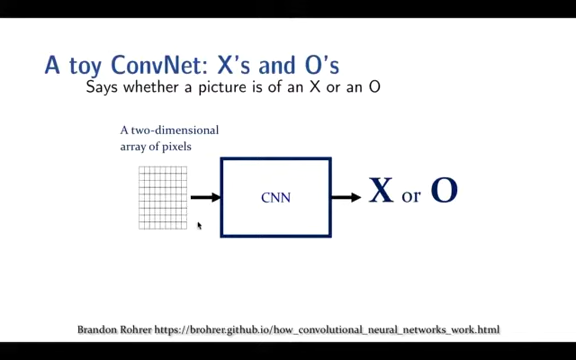 A toy ConvNet: X's and O's
Says whether a picture is of an X or an O
A two-dimensional
array of pixels
CNN
X or O
Brandon Rohrer https://brohrer.github.io/how_convolutional_neural_networks_work.html